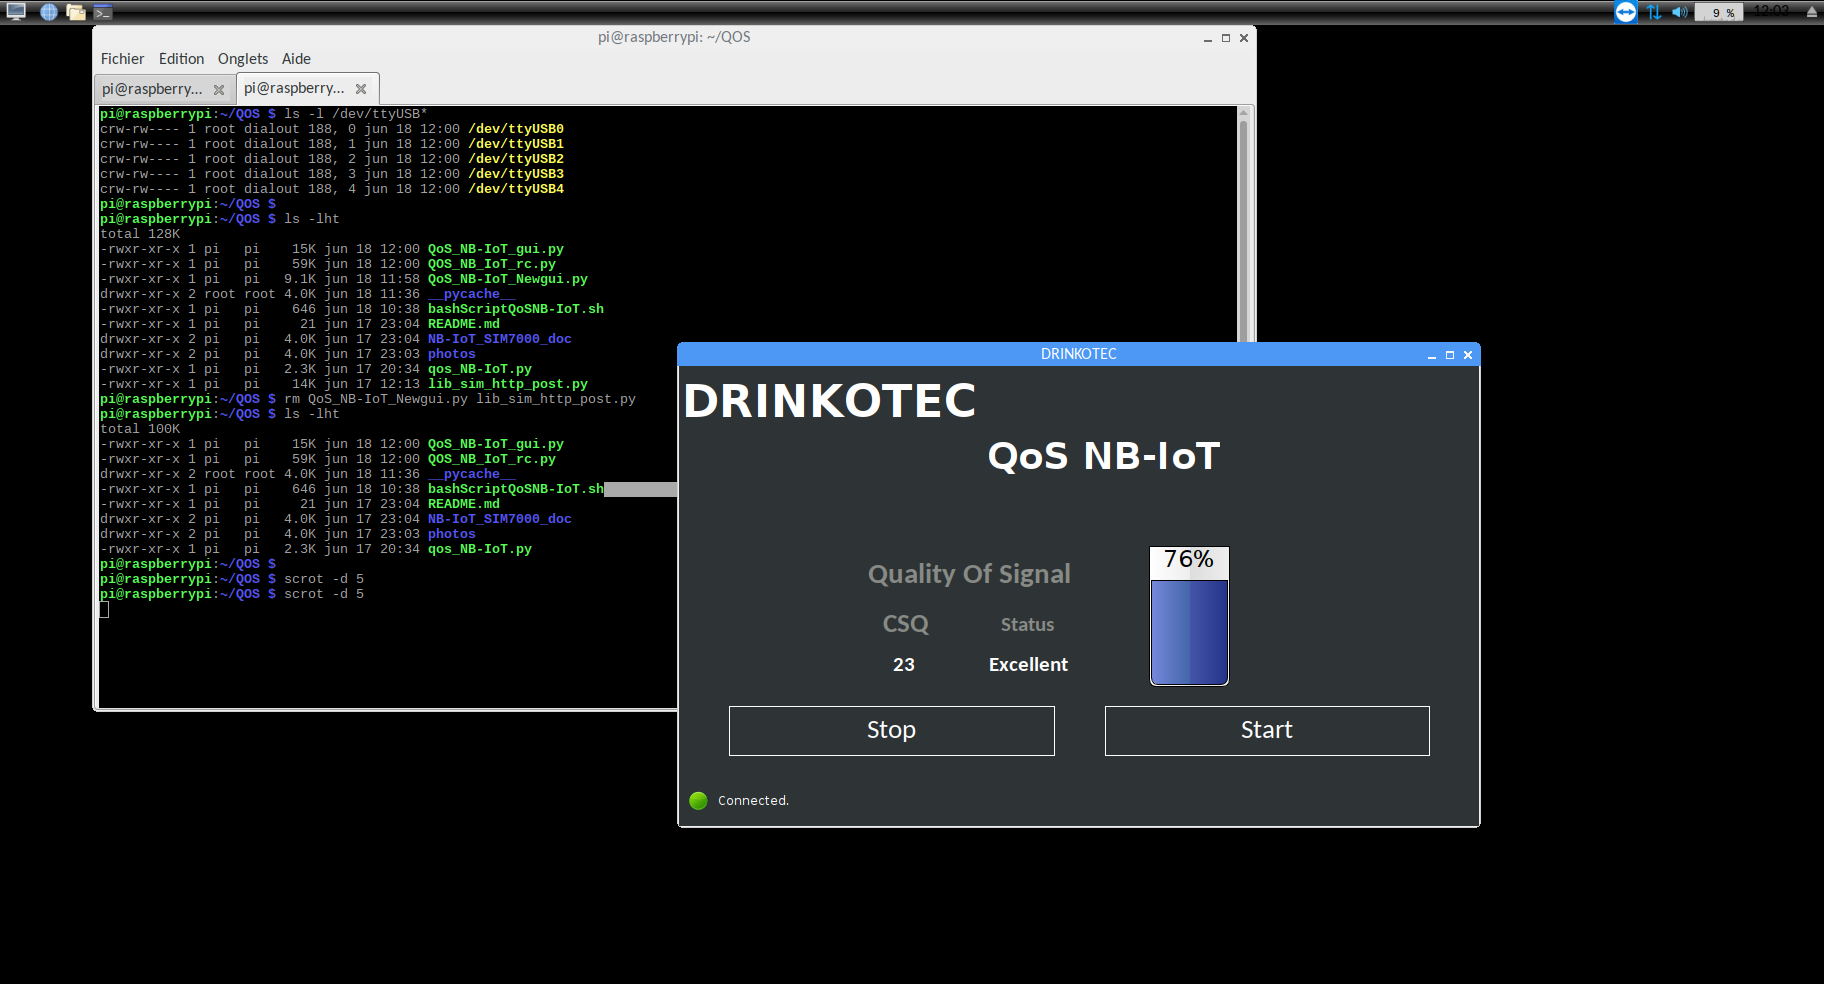 9 %
12:03
pi@raspberrypi: ~/QOS
Fichier Edition Onglets Aide
pi@raspberry... pi@raspberry...
pi@raspberrypi:~/QOS $ ls -l /dev/ttyUSB*
crw-rw---- 1 root dialout 188, 0 jun 18 12:00 /dev/ttyUSB0
crw-rw---- 1 root dialout 188, 1 jun 18 12:00 /dev/ttyUSB1
crw-rw---- 1 root dialout 188, 2 jun 18 12:00 /dev/ttyUSB2
crw-rw---- 1 root dialout 188, 3 jun 18 12:00 /dev/ttyUSB3
crw-rw---- 1 root dialout 188, 4 jun 18 12:00 /dev/ttyUSB4
pi@raspberrypi:~/QOS $
pi@raspberrypi:~/QOS $ ls -lht
total 128K
-rwxr-xr-x 1 pi   pi    15K jun 18 12:00 QoS_NB-IoT_gui.py
-rwxr-xr-x 1 pi   pi    59K jun 18 12:00 QOS_NB_IoT_rc.py
-rwxr-xr-x 1 pi   pi   9.1K jun 18 11:58 QoS_NB-IoT_Newgui.py
drwxr-xr-x 2 root root 4.0K jun 18 11:36 __pycache__
-rwxr-xr-x 1 pi   pi    646 jun 18 10:38 bashScriptQoSNB-IoT.sh
-rwxr-xr-x 1 pi   pi     21 jun 17 23:04 README.md
drwxr-xr-x 2 pi   pi   4.0K jun 17 23:04 NB-IoT_SIM7000_doc
drwxr-xr-x 2 pi   pi   4.0K jun 17 23:03 photos
-rwxr-xr-x 1 pi   pi   2.3K jun 17 20:34 qos_NB-IoT.py
-rwxr-xr-x 1 pi   pi    14K jun 17 12:13 lib_sim_http_post.py
pi@raspberrypi:~/QOS $ rm QoS_NB-IoT_Newgui.py lib_sim_http_post.py
pi@raspberrypi:~/QOS $ ls -lht
total 100K
-rwxr-xr-x 1 pi   pi    15K jun 18 12:00 QoS_NB-IoT_gui.py
-rwxr-xr-x 1 pi   pi    59K jun 18 12:00 QOS_NB_IoT_rc.py
drwxr-xr-x 2 root root 4.0K jun 18 11:36 __pycache__
-rwxr-xr-x 1 pi   pi    646 jun 18 10:38 bashScriptQoSNB-IoT.sh
-rwxr-xr-x 1 pi   pi     21 jun 17 23:04 README.md
drwxr-xr-x 2 pi   pi   4.0K jun 17 23:04 NB-IoT_SIM7000_doc
drwxr-xr-x 2 pi   pi   4.0K jun 17 23:03 photos
-rwxr-xr-x 1 pi   pi   2.3K jun 17 20:34 qos_NB-IoT.py
pi@raspberrypi:~/QOS $
pi@raspberrypi:~/QOS $ scrot -d 5
pi@raspberrypi:~/QOS $ scrot -d 5
DRINKOTEC
DRINKOTEC
QoS NB-IoT
76%
Quality Of Signal
CSQ Status
23 Excellent
Stop Start
Connected.